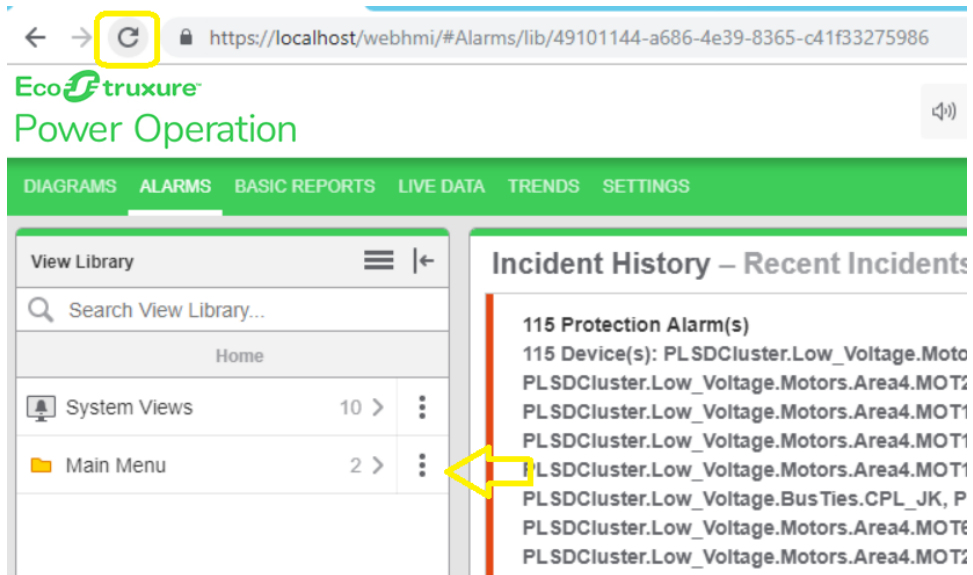 https://localhost/webhmi/#Alarms/lib/49101144-a686-4e39-8365-c41f33275986
EcoStruxure™
Power Operation
DIAGRAMS ALARMS BASIC REPORTS LIVE DATA TRENDS SETTINGS
View Library
Search View Library...
Home
System Views 10
Main Menu 2
Incident History – Recent Incidents
115 Protection Alarm(s)
115 Device(s): PLSDCluster.Low_Voltage.Moto
PLSDCluster.Low_Voltage.Motors.Area4.MOT2
PLSDCluster.Low_Voltage.Motors.Area4.MOT1
PLSDCluster.Low_Voltage.Motors.Area4.MOT1
PLSDCluster.Low_Voltage.Motors.Area4.MOT1
PLSDCluster.Low_Voltage.BusTies.CPL_JK, P
PLSDCluster.Low_Voltage.Motors.Area4.MOT6
PLSDCluster.Low_Voltage.Motors.Area4.MOT2